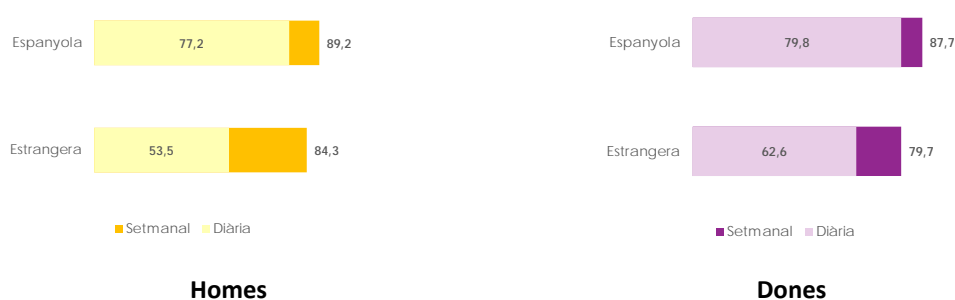 Espanyola 77,2 89,2
Estrangera 53,5 84,3
Setmanal Diària
Homes
Espanyola 79,8 87,7
Estrangera 62,6 79,7
Setmanal Diària
Dones